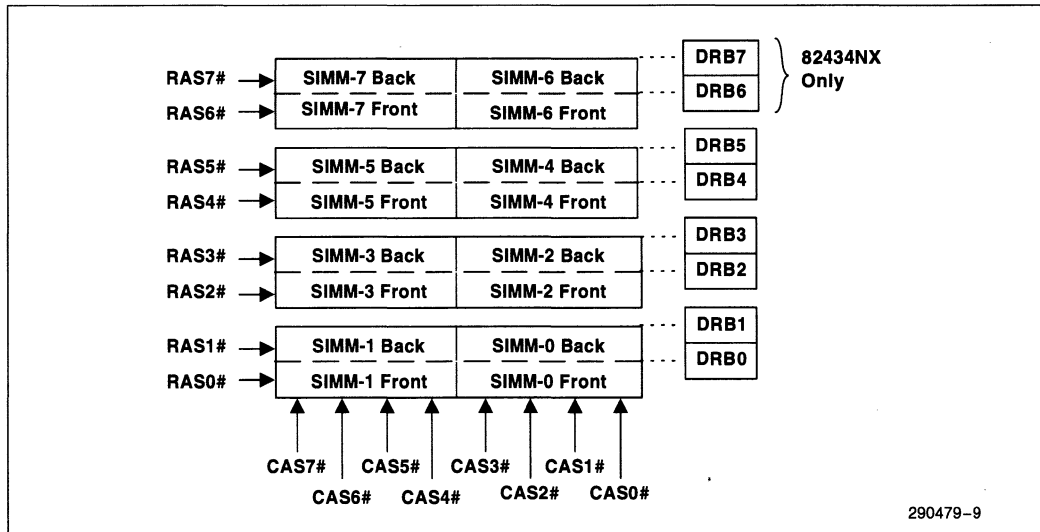 RAS7# SIMM-7 Back SIMM-6 Back DRB7 82434NX
RAS6# SIMM-7 Front SIMM-6 Front DRB6 Only
RAS5# SIMM-5 Back SIMM-4 Back DRB5
RAS4# SIMM-5 Front SIMM-4 Front DRB4
RAS3# SIMM-3 Back SIMM-2 Back DRB3
RAS2# SIMM-3 Front SIMM-2 Front DRB2
RAS1# SIMM-1 Back SIMM-0 Back DRB1
RAS0# SIMM-1 Front SIMM-0 Front DRB0
CAS7# CAS5# CAS3# CAS1#
CAS6# CAS4# CAS2# CAS0#
290479-9